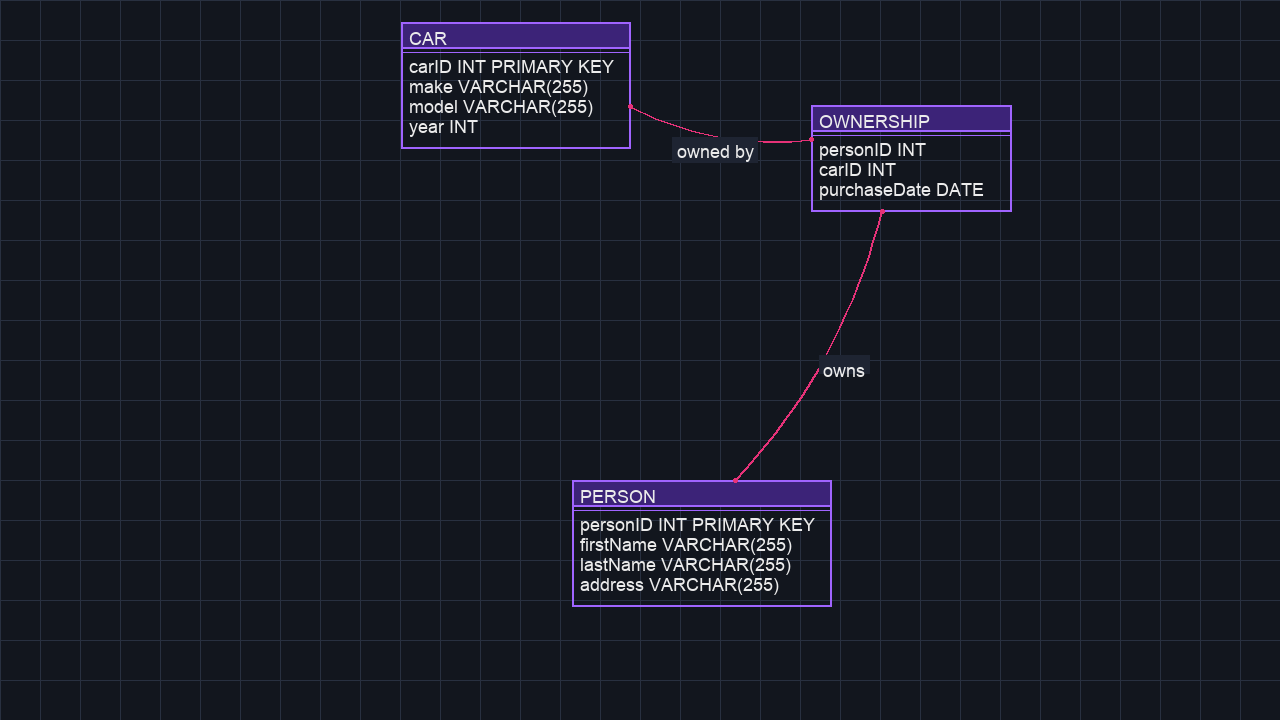 CAR
carID INT PRIMARY KEY
make VARCHAR(255)
model VARCHAR(255)
year INT
owned by
OWNERSHIP
personID INT
carID INT
purchaseDate DATE
owns
PERSON
personID INT PRIMARY KEY
firstName VARCHAR(255)
lastName VARCHAR(255)
address VARCHAR(255)